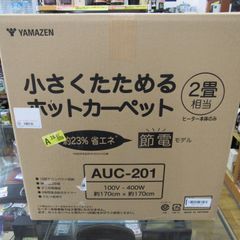 YAMAZEN
小さくたためる
ホットカーペット
2畳
相当
ヒーター本体のみ
約23% 省エネ
節電モデル
AUC-201
100V - 400W
約170cm×約170cm